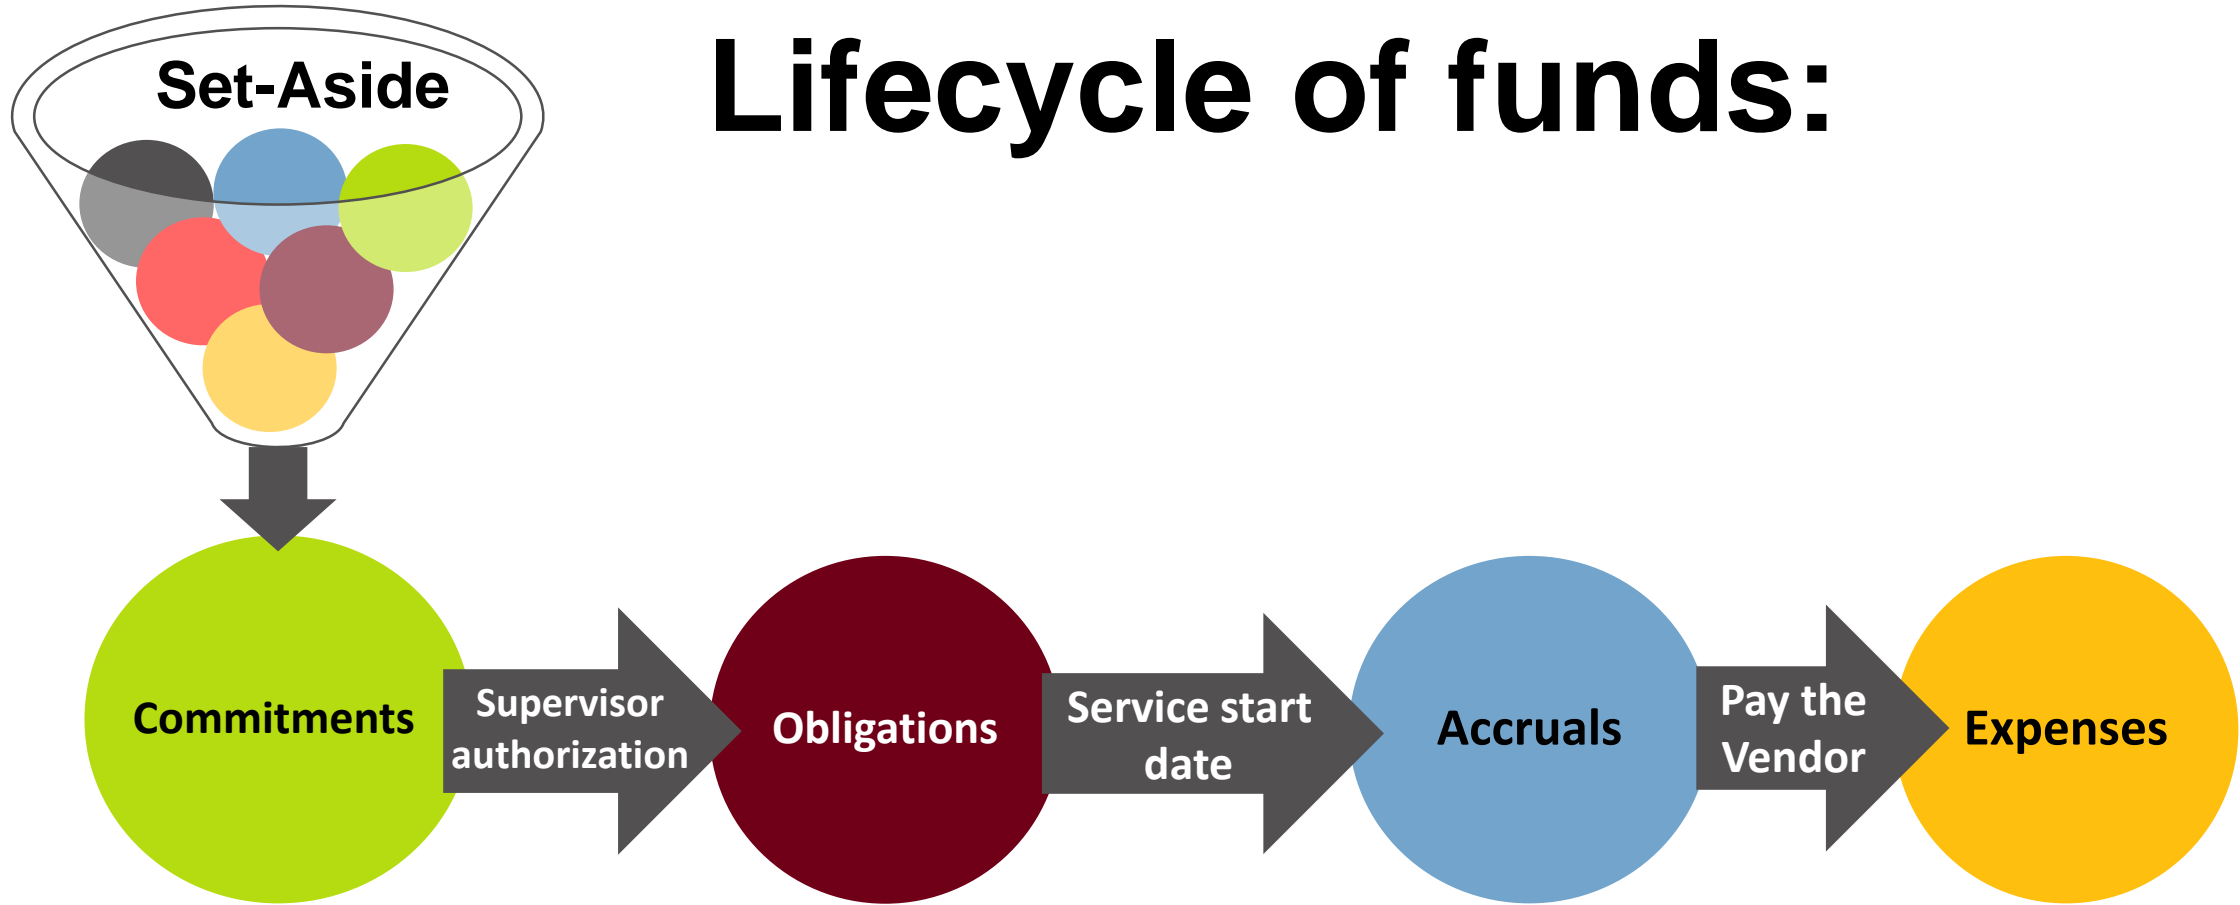 Set-Aside
Lifecycle of funds:
Commitments
Supervisor
authorization
Obligations
Service start
date
Accruals
Pay the
Vendor
Expenses